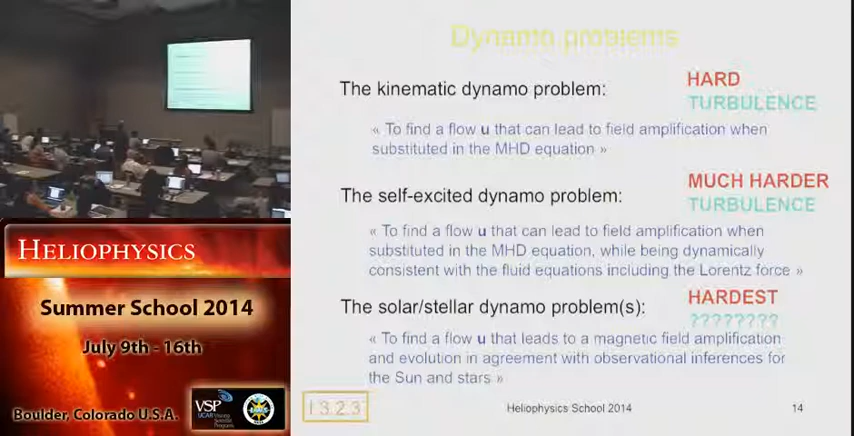 Dynamo problems
The kinematic dynamo problem:
HARD
TURBULENCE
« To find a flow u that can lead to field amplification when
substituted in the MHD equation »
The self-excited dynamo problem:
MUCH HARDER
TURBULENCE
« To find a flow u that can lead to field amplification when
substituted in the MHD equation, while being dynamically
consistent with the fluid equations including the Lorentz force »
The solar/stellar dynamo problem(s):
HARDEST
????????
« To find a flow u that leads to a magnetic field amplification
and evolution in agreement with observational inferences for
the Sun and stars »
I.3.2.3
Heliophysics School 2014
14
HELIOPHYSICS
Summer School 2014
July 9th - 16th
Boulder, Colorado U.S.A.
VSP
UCAR Visiting
Scientist
Programs